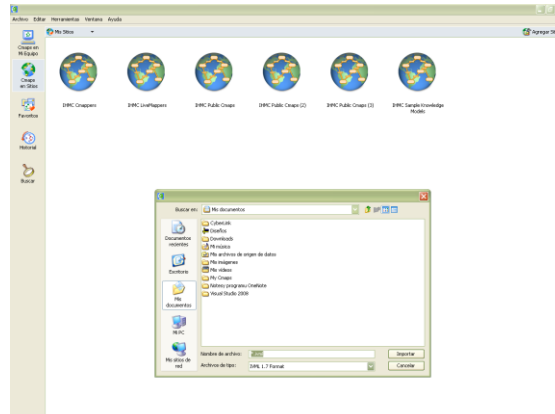 Archivo Editar Herramientas Ventana Ayuda
Mis Sitios
Agregar Si
Cmaps en
Mi Equipo
Cmaps
en Sitios
Favoritos
Historial
Buscar
IHMC Cmappers
IHMC LiveMappers
IHMC Public Cmaps
IHMC Public Cmaps (2)
IHMC Public Cmaps (3)
IHMC Sample Knowledge
Models
Buscar en:
Mis documentos
Documentos
recientes
Escritorio
Mis
documentos
Mi PC
Mis sitios de
red
CyberLink
Diseños
Downloads
Mi música
Mis archivos de origen de datos
Mis imágenes
Mis vídeos
My Cmaps
Notesu programu OneNote
Visual Studio 2008
Nombre de archivo:
Importar
Archivos de tipo:
IVML 1.7 Format
Cancelar